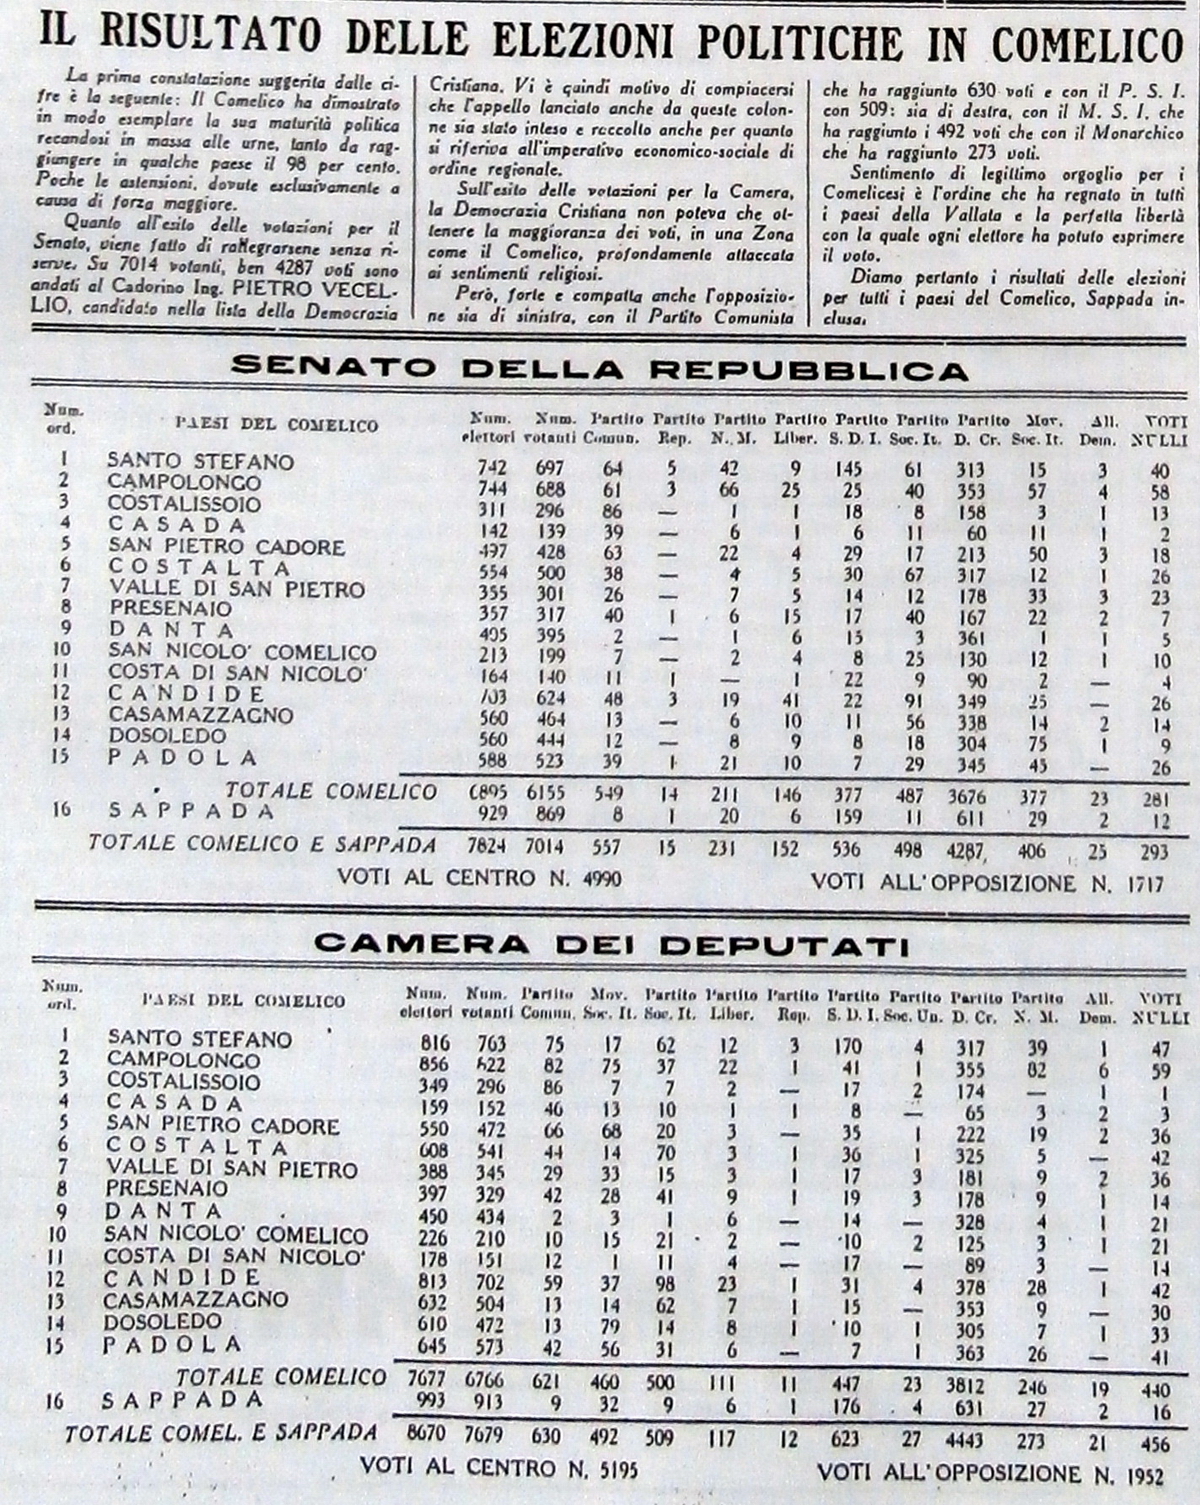 IL RISULTATO DELLE ELEZIONI POLITICHE IN COMELICO
La prima constatazione suggerita dalle ci-
fre è la seguente: Il Comelico ha dimostrato
in modo esemplare la sua maturità politica
recandosi in massa alle urne, tanto da rag-
giungere in qualche paese il 98 per cento.
Poche le astensioni, dovute esclusivamente a
causa di forza maggiore.
Quanto all'esito delle votazioni per il
Senato, viene fatto di rallegrarsene senza ri-
serve. Su 7014 votanti, ben 4287 voti sono
andati al Cadorino Ing. PIETRO VECEL-
LIO, candidato nella lista della Democrazia
Cristiana. Vi è quindi motivo di compiacersi
che l'appello lanciato anche da queste colon-
ne sia stato inteso e raccolto anche per quanto
si riferiva all'imperativo economico-sociale di
ordine regionale.
Sull'esito delle votazioni per la Camera,
la Democrazia Cristiana non poteva che ot-
tenere la maggioranza dei voti, in una Zona
come il Comelico, profondamente attaccata
ai sentimenti religiosi.
Però, forte e compatta anche l'opposizio-
ne sia di sinistra, con il Partito Comunista
che ha raggiunto 630 voti e con il P. S. I.
con 509: sia di destra, con il M. S. I. che
ha raggiunto i 492 voti che con il Monarchico
che ha raggiunto 273 voti.
Sentimento di legittimo orgoglio per i
Comelicesi è l'ordine che ha regnato in tutti
i paesi della Vallata e la perfetta libertà
con la quale ogni elettore ha potuto esprimere
il voto.
Diamo pertanto i risultati delle elezioni
per tutti i paesi del Comelico, Sappada in-
clusa.
SENATO DELLA REPUBBLICA
Num. ord. PAESI DEL COMELICO Num. elettori Num. votanti Partito Comun. Partito Rep. Partito N. M. Partito Liber. Partito S. D. I. Partito Soc. It. Partito D. Cr. Mov. Soc. It. All. Dem. VOTI NULLI
1 SANTO STEFANO 742 697 64 5 42 9 145 61 313 15 3 40
2 CAMPOLONGO 744 688 61 3 66 25 25 40 353 57 4 58
3 COSTALISSOIO 311 296 86 — 1 1 18 8 158 3 1 13
4 CASADA 142 139 39 — 6 1 6 11 60 11 1 2
5 SAN PIETRO CADORE 497 428 63 — 22 4 29 17 213 50 3 18
6 COSTALTA 554 500 38 — 4 5 30 67 317 12 1 26
7 VALLE DI SAN PIETRO 355 301 26 — 7 5 14 12 178 33 3 23
8 PRESENAIO 357 317 40 1 6 15 17 40 167 22 2 7
9 DANTA 405 395 2 — 1 6 15 3 361 1 1 5
10 SAN NICOLO' COMELICO 213 199 7 — 2 4 8 25 130 12 1 10
11 COSTA DI SAN NICOLO' 164 140 11 1 — 1 22 9 90 2 — 4
12 CANDIDE 703 624 48 3 19 41 22 91 349 25 — 26
13 CASAMAZZAGNO 560 464 13 — 6 10 11 56 338 14 2 14
14 DOSOLEDO 560 444 12 — 8 9 8 18 304 75 1 9
15 PADOLA 588 523 39 1 21 10 7 29 345 45 — 26
TOTALE COMELICO 6895 6155 549 14 211 146 377 487 3676 377 23 281
16 SAPPADA 929 869 8 1 20 6 159 11 611 29 2 12
TOTALE COMELICO E SAPPADA 7824 7014 557 15 231 152 536 498 4287 406 25 293
VOTI AL CENTRO N. 4990 VOTI ALL'OPPOSIZIONE N. 1717
CAMERA DEI DEPUTATI
Num. ord. PAESI DEL COMELICO Num. elettori Num. votanti Partito Comun. Mov. Soc. It. Partito Soc. It. Partito Liber. Partito Rep. Partito S. D. I. Partito Soc. Un. Partito D. Cr. Partito N. M. All. Dem. VOTI NULLI
1 SANTO STEFANO 816 763 75 17 62 12 3 170 4 317 39 1 47
2 CAMPOLONGO 856 622 82 75 37 22 1 41 1 355 82 6 59
3 COSTALISSOIO 349 296 86 7 7 2 — 17 2 174 — 1 1
4 CASADA 159 152 46 13 10 1 1 8 — 65 3 2 3
5 SAN PIETRO CADORE 550 472 66 68 20 3 — 35 1 222 19 2 36
6 COSTALTA 608 541 44 14 70 3 1 36 1 325 5 — 42
7 VALLE DI SAN PIETRO 388 345 29 33 15 3 1 17 3 181 9 2 36
8 PRESENAIO 397 329 42 28 41 9 1 19 3 178 9 1 14
9 DANTA 450 434 2 3 1 6 — 14 — 328 4 1 21
10 SAN NICOLO' COMELICO 226 210 10 15 21 2 — 10 2 125 3 1 21
11 COSTA DI SAN NICOLO' 178 151 12 1 11 4 — 17 — 89 3 — 14
12 CANDIDE 813 702 59 37 98 23 1 31 4 378 28 1 42
13 CASAMAZZAGNO 632 504 13 14 62 7 1 15 — 353 9 — 30
14 DOSOLEDO 610 472 13 79 14 8 1 10 1 305 7 1 33
15 PADOLA 645 573 42 56 31 6 — 7 1 363 26 — 41
TOTALE COMELICO 7677 6766 621 460 500 111 11 447 23 3812 246 19 440
16 SAPPADA 993 913 9 32 9 6 1 176 4 631 27 2 16
TOTALE COMEL. E SAPPADA 8670 7679 630 492 509 117 12 623 27 4443 273 21 456
VOTI AL CENTRO N. 5195 VOTI ALL'OPPOSIZIONE N. 1952